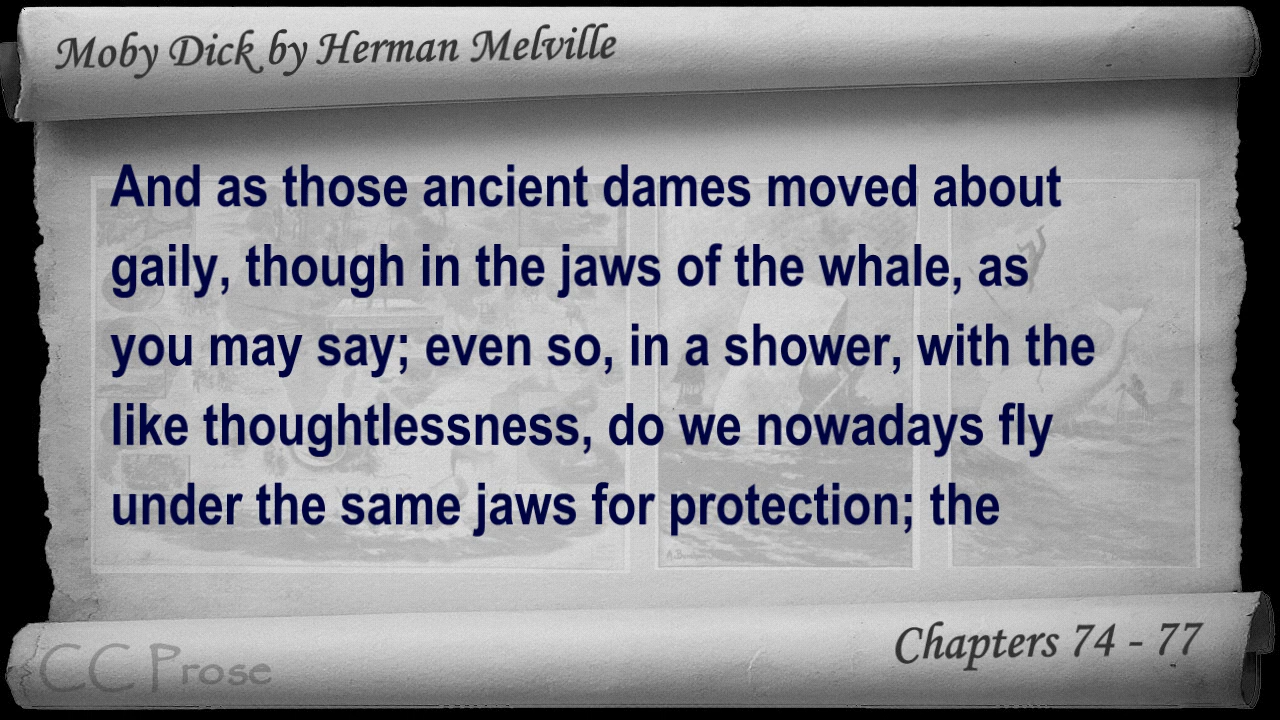 Moby Dick by Herman Melville
And as those ancient dames moved about
gaily, though in the jaws of the whale, as
you may say; even so, in a shower, with the
like thoughtlessness, do we nowadays fly
under the same jaws for protection; the
Chapters 74 - 77
CC Prose